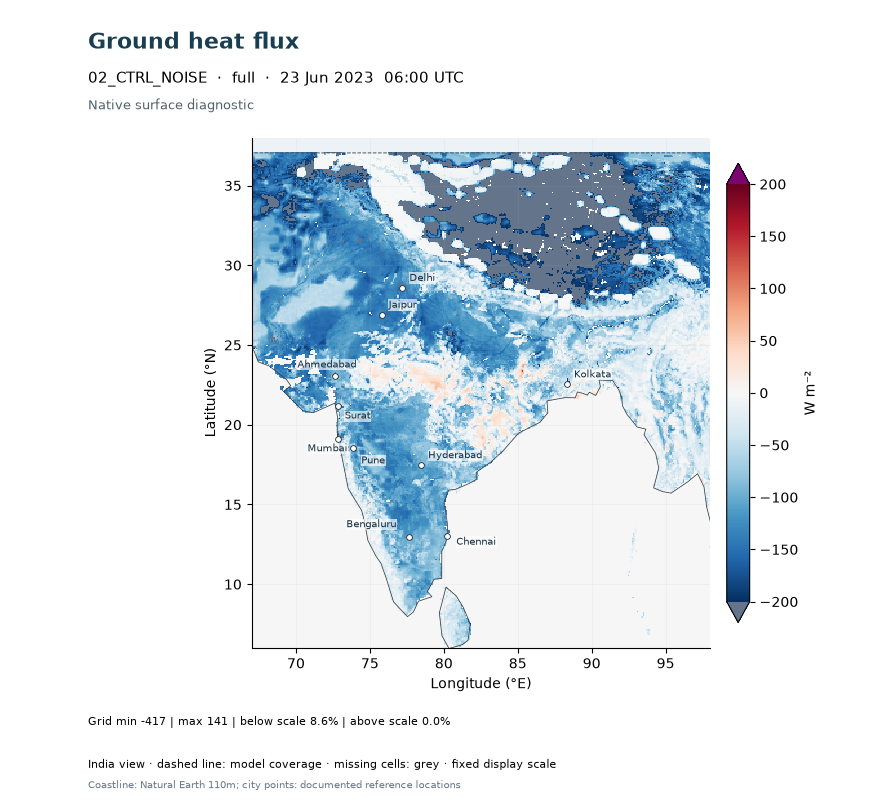 Ground heat flux
02_CTRL_NOISE · full · 23 Jun 2023 06:00 UTC
Native surface diagnostic
35
30
25
20
15
10
Latitude (°N)
Delhi
Jaipur
Ahmedabad
Kolkata
Surat
Mumbai
Pune
Hyderabad
Bengaluru
Chennai
70
75
80
85
90
95
Longitude (°E)
200
150
100
50
0
−50
−100
−150
−200
W m⁻²
Grid min -417 | max 141 | below scale 8.6% | above scale 0.0%
India view · dashed line: model coverage · missing cells: grey · fixed display scale
Coastline: Natural Earth 110m; city points: documented reference locations